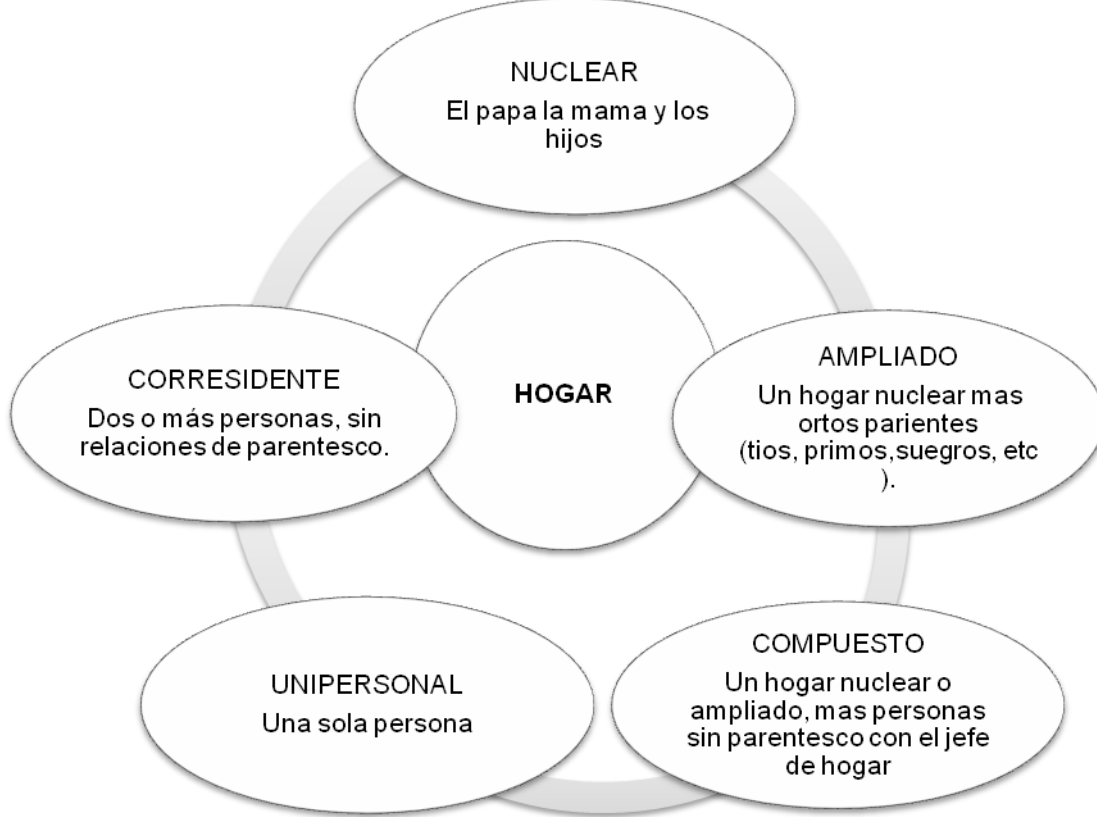 NUCLEAR
El papa la mama y los
hijos
CORRESIDENTE
Dos o más personas, sin
relaciones de parentesco.
HOGAR
AMPLIADO
Un hogar nuclear mas
ortos parientes
(tios, primos,suegros, etc
).
UNIPERSONAL
Una sola persona
COMPUESTO
Un hogar nuclear o
ampliado, mas personas
sin parentesco con el jefe
de hogar